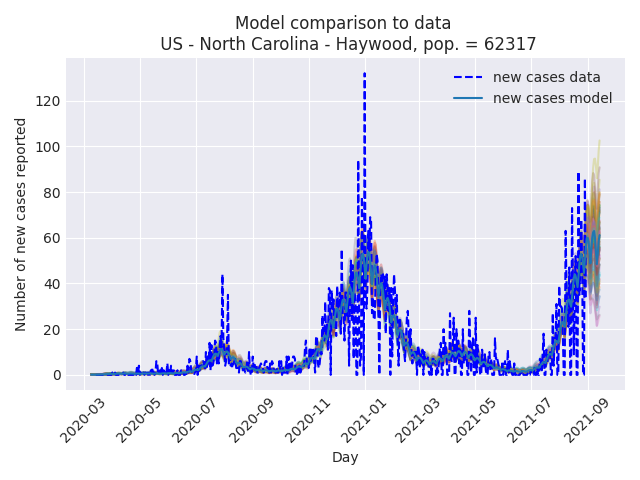 Model comparison to data
US - North Carolina - Haywood, pop. = 62317
new cases data
new cases model
Number of new cases reported
120
100
80
60
40
20
0
2020-03
2020-05
2020-07
2020-09
2020-11
2021-01
2021-03
2021-05
2021-07
2021-09
Day